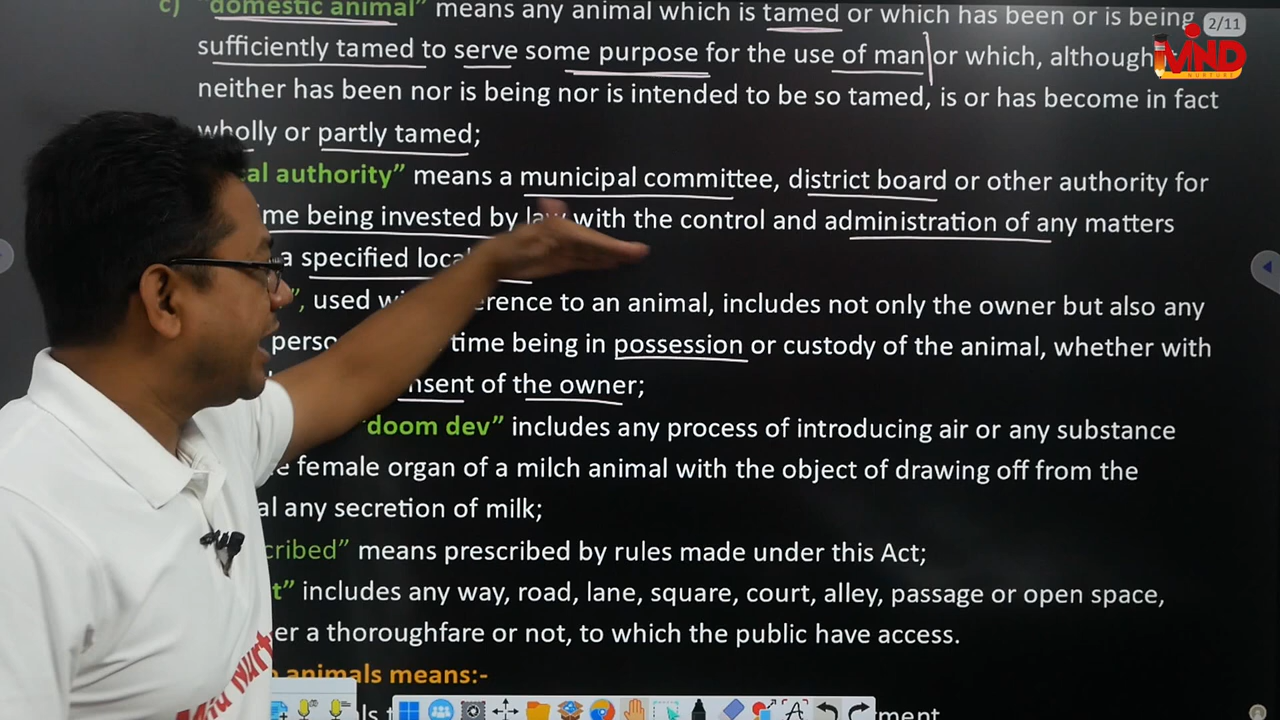 c) "domestic animal" means any animal which is tamed or which has been or is being
2/11
sufficiently tamed to serve some purpose for the use of man or which, although
MIND
NURTURE
neither has been nor is being nor is intended to be so tamed, is or has become in fact
wholly or partly tamed;
al authority" means a municipal committee, district board or other authority for
me being invested by law with the control and administration of any matters
a specified loca
", used w erence to an animal, includes not only the owner but also any
perso time being in possession or custody of the animal, whether with
nsent of the owner;
"doom dev" includes any process of introducing air or any substance
e female organ of a milch animal with the object of drawing off from the
al any secretion of milk;
cribed" means prescribed by rules made under this Act;
t" includes any way, road, lane, square, court, alley, passage or open space,
er a thoroughfare or not, to which the public have access.
animals means:-